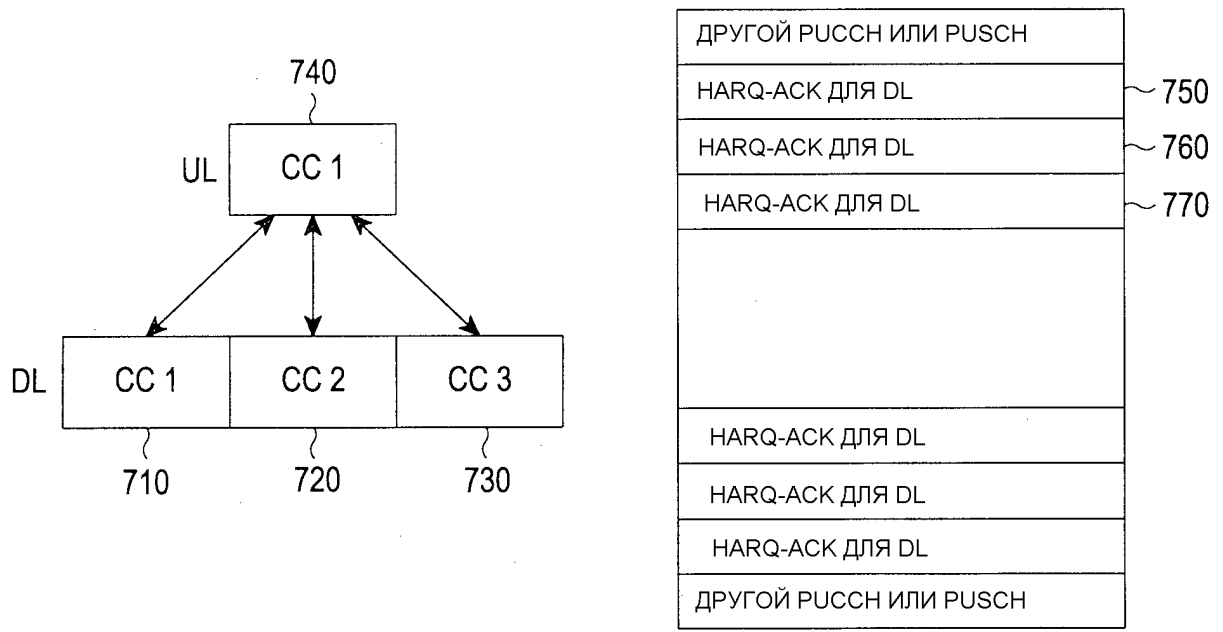 740
UL
CC 1
DL
CC 1
CC 2
CC 3
710
720
730
ДРУГОЙ PUCCH ИЛИ PUSCH
HARQ-ACK ДЛЯ DL
750
HARQ-ACK ДЛЯ DL
760
HARQ-ACK ДЛЯ DL
770
HARQ-ACK ДЛЯ DL
HARQ-ACK ДЛЯ DL
HARQ-ACK ДЛЯ DL
ДРУГОЙ PUCCH ИЛИ PUSCH